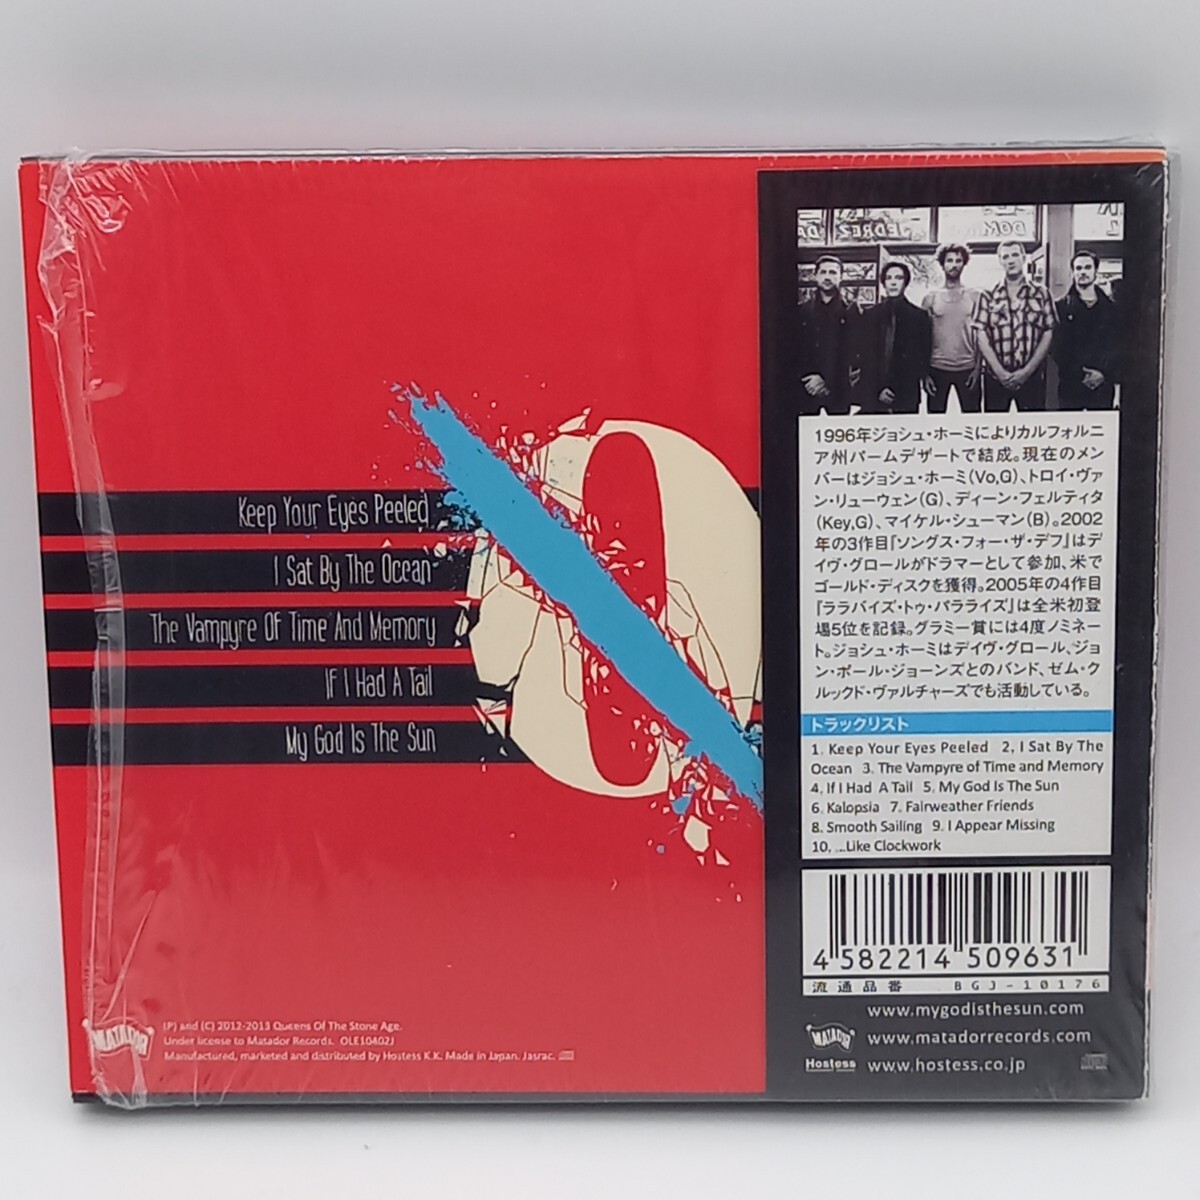 Keep Your Eyes Peeled
I Sat By The Ocean
The Vampyre Of Time And Memory
If I Had A Tail
My God Is The Sun
MATADOR
(P) and (C) 2012-2013 Queens Of The Stone Age.
Under license to Matador Records. OLE10402J
Manufactured, marketed and distributed by Hostess K.K. Made in Japan. Jasrac.
1996年ジョシュ・ホーミによりカルフォルニ
ア州パームデザートで結成。現在のメン
バーはジョシュ・ホーミ(Vo,G)、トロイ・ヴァ
ン・リューウェン(G)、ディーン・フェルティタ
(Key,G)、マイケル・シューマン(B)。2002
年の3作目『ソングス・フォー・ザ・デフ』はデ
イヴ・グロールがドラマーとして参加、米で
ゴールド・ディスクを獲得。2005年の4作目
『ララバイズ・トゥ・パラライズ』は全米初登
場5位を記録。グラミー賞には4度ノミネー
ト。ジョシュ・ホーミはデイヴ・グロール、ジョ
ン・ポール・ジョーンズとのバンド、ゼム・ク
ルックド・ヴァルチャーズでも活動している。
トラックリスト
1. Keep Your Eyes Peeled 2, I Sat By The
Ocean 3. The Vampyre of Time and Memory
4. If I Had A Tail 5. My God Is The Sun
6. Kalopsia 7. Fairweather Friends
8. Smooth Sailing 9. I Appear Missing
10, ...Like Clockwork
4 582214 509631
流通品番 BGJ-10176
www.mygodisthesun.com
MATADOR www.matadorrecords.com
Hostess www.hostess.co.jp